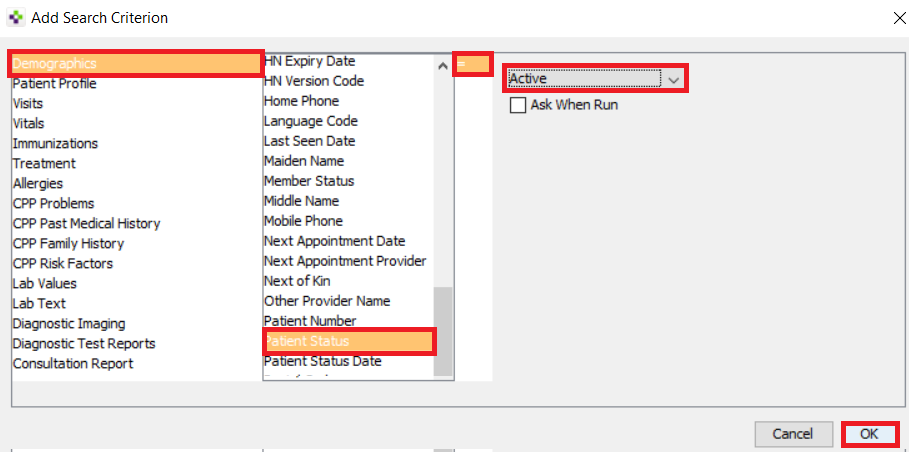 Add Search Criterion
Demographics
Patient Profile
Visits
Vitals
Immunizations
Treatment
Allergies
CPP Problems
CPP Past Medical History
CPP Family History
CPP Risk Factors
Lab Values
Lab Text
Diagnostic Imaging
Diagnostic Test Reports
Consultation Report
HN Expiry Date
HN Version Code
Home Phone
Language Code
Last Seen Date
Maiden Name
Member Status
Middle Name
Mobile Phone
Next Appointment Date
Next Appointment Provider
Next of Kin
Other Provider Name
Patient Number
Patient Status
Patient Status Date
=
Active
Ask When Run
Cancel
OK